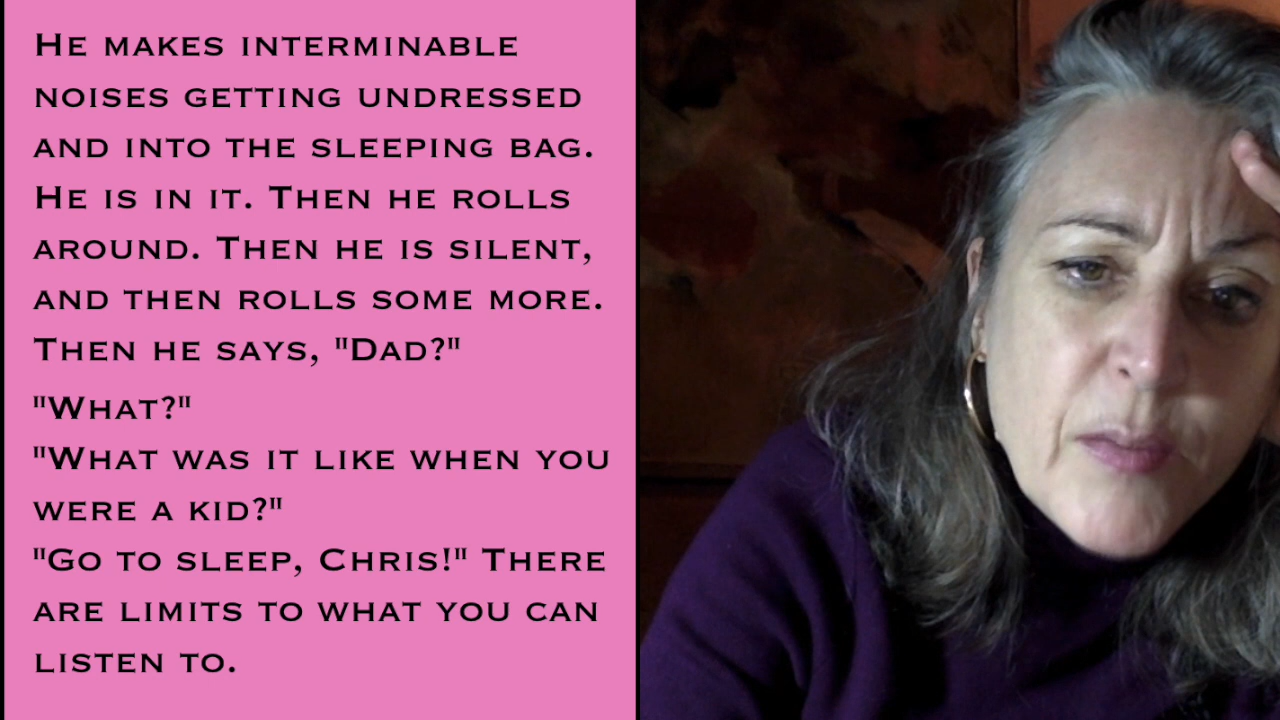 He makes interminable
noises getting undressed
and into the sleeping bag.
He is in it. Then he rolls
around. Then he is silent,
and then rolls some more.
Then he says, "Dad?"
"What?"
"What was it like when you
were a kid?"
"Go to sleep, Chris!" There
are limits to what you can
listen to.